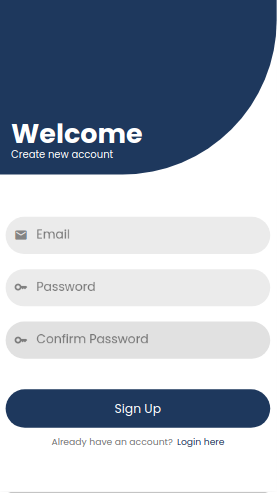 Welcome
Create new account
Email
Password
Confirm Password
Sign Up
Already have an account? Login here